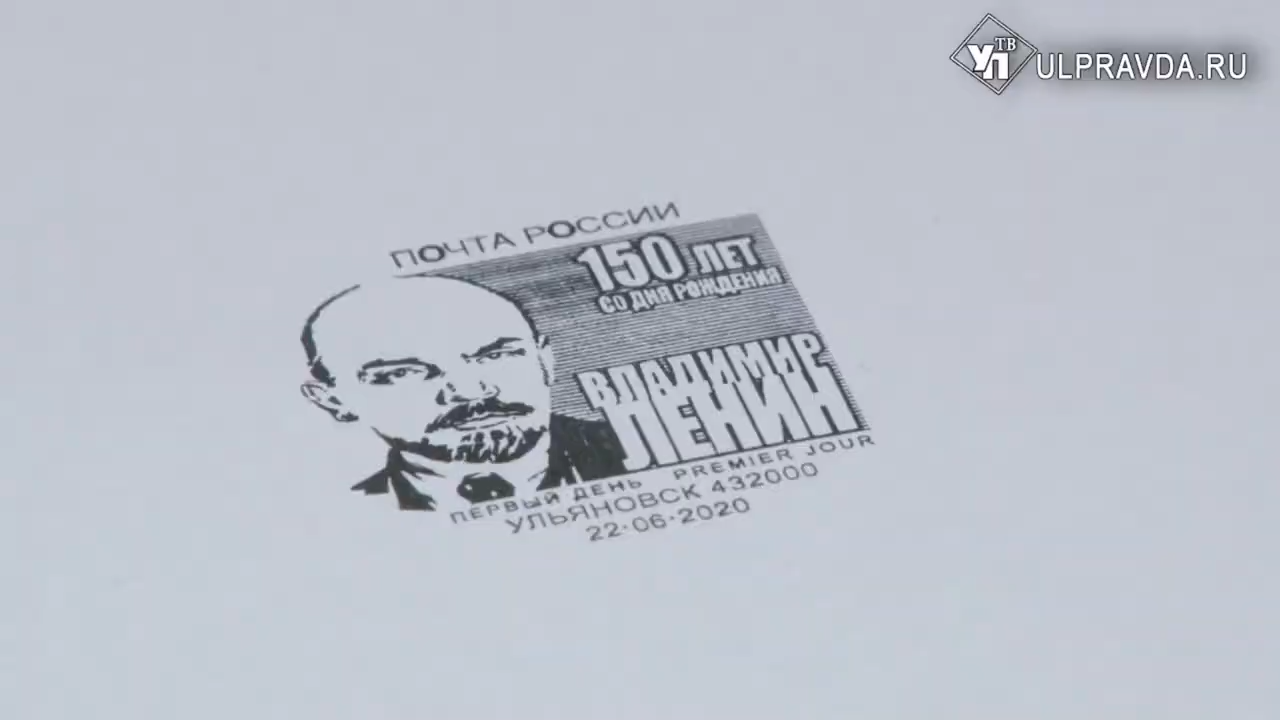 УП ТВ ULPRAVDA.RU
ПОЧТА РОССИИ
150 ЛЕТ
СО ДНЯ РОЖДЕНИЯ
ВЛАДИМИР
ЛЕНИН
ПЕРВЫЙ ДЕНЬ PREMIER JOUR
УЛЬЯНОВСК 432000
22·06·2020